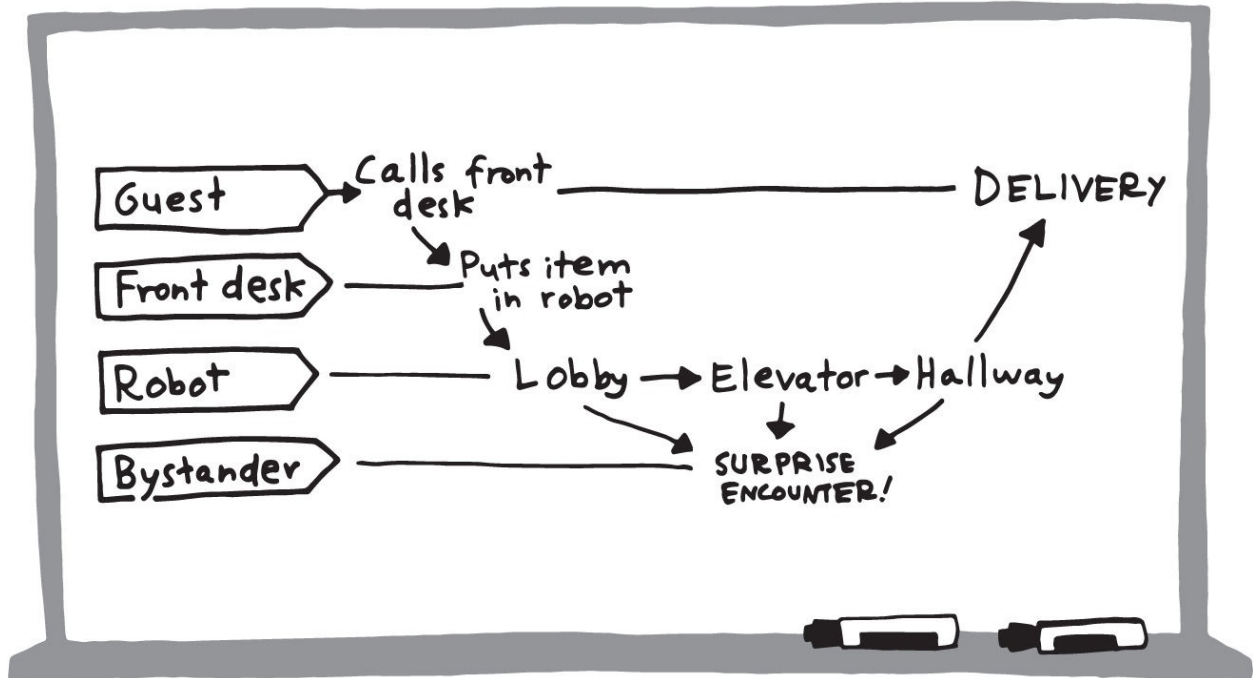 Guest
Calls front
desk
DELIVERY
Front desk
Puts item
in robot
Robot
Lobby
Elevator
Hallway
Bystander
SURPRISE
ENCOUNTER!